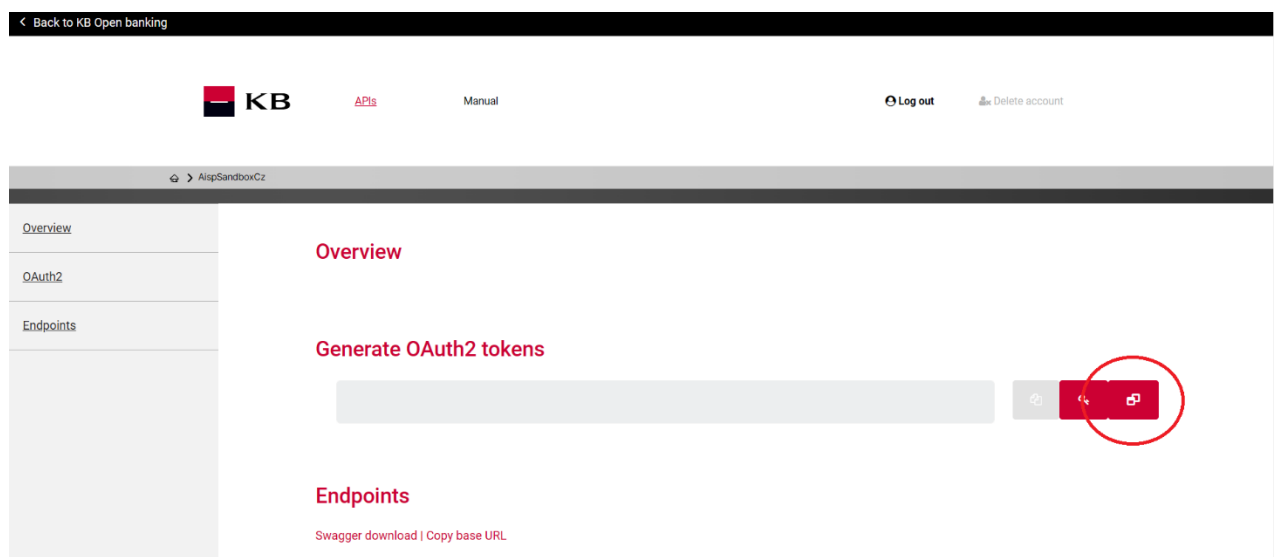 Back to KB Open banking
KB
APIs
Manual
Log out
Delete account
AispSandboxCz
Overview
OAuth2
Endpoints
Overview
Generate OAuth2 tokens
Endpoints
Swagger download | Copy base URL